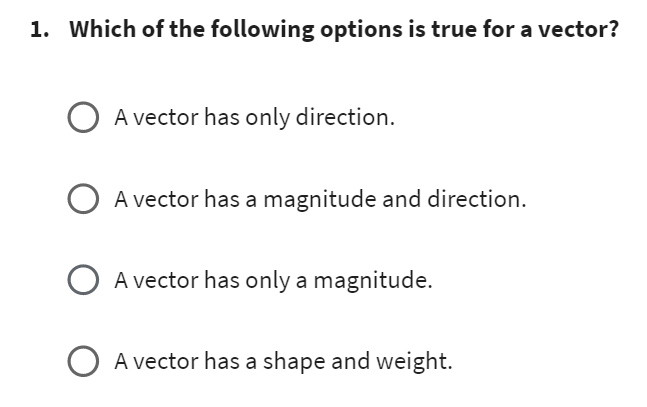 1. Which of the following options is true for a vector?
A vector has only direction.
A vector has a magnitude and direction.
A vector has only a magnitude.
A vector has a shape and weight.